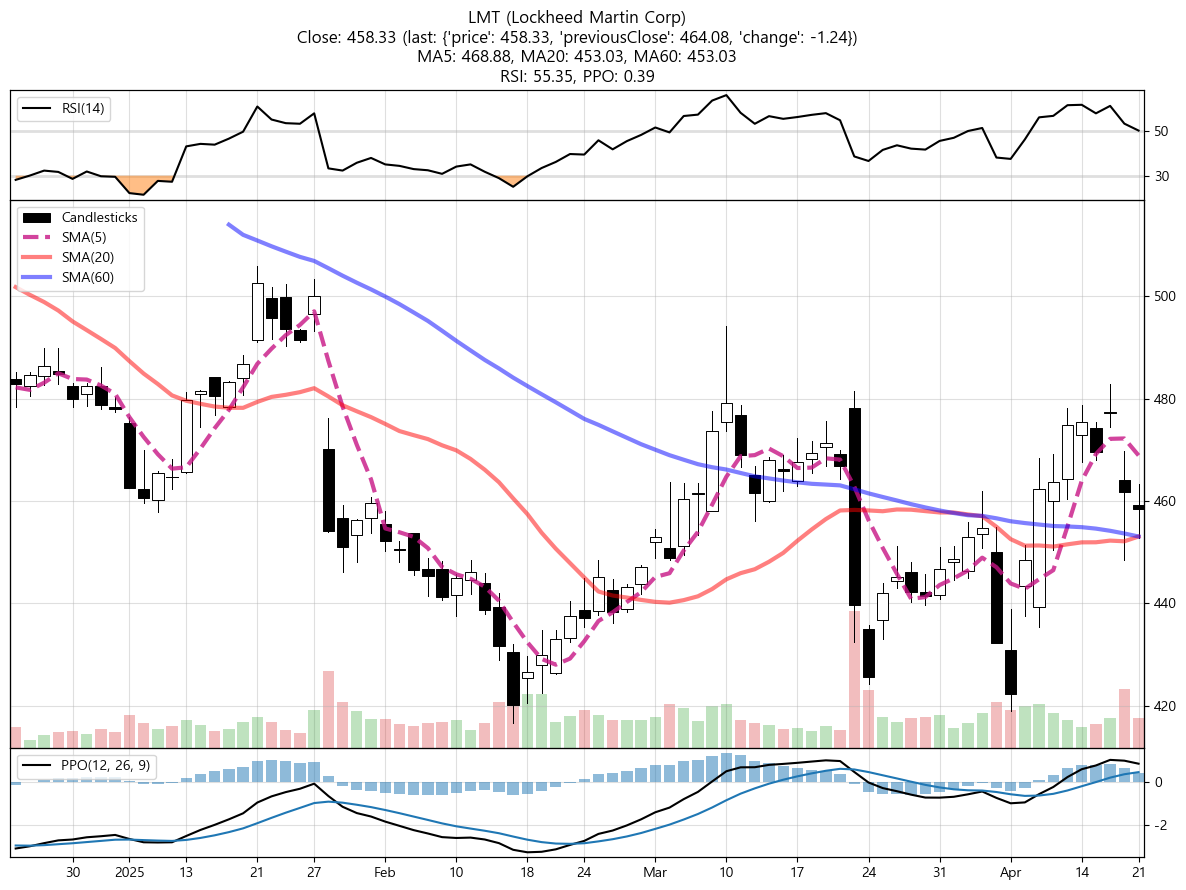 LMT (Lockheed Martin Corp)
Close: 458.33 (last: {'price': 458.33, 'previousClose': 464.08, 'change': -1.24})
MA5: 468.88, MA20: 453.03, MA60: 453.03
RSI: 55.35, PPO: 0.39
RSI(14)
50
30
Candlesticks
SMA(5)
SMA(20)
SMA(60)
500
480
460
440
420
PPO(12, 26, 9)
0
-2
30 2025 13 21 27 Feb 10 18 24 Mar 10 17 24 31 Apr 14 21